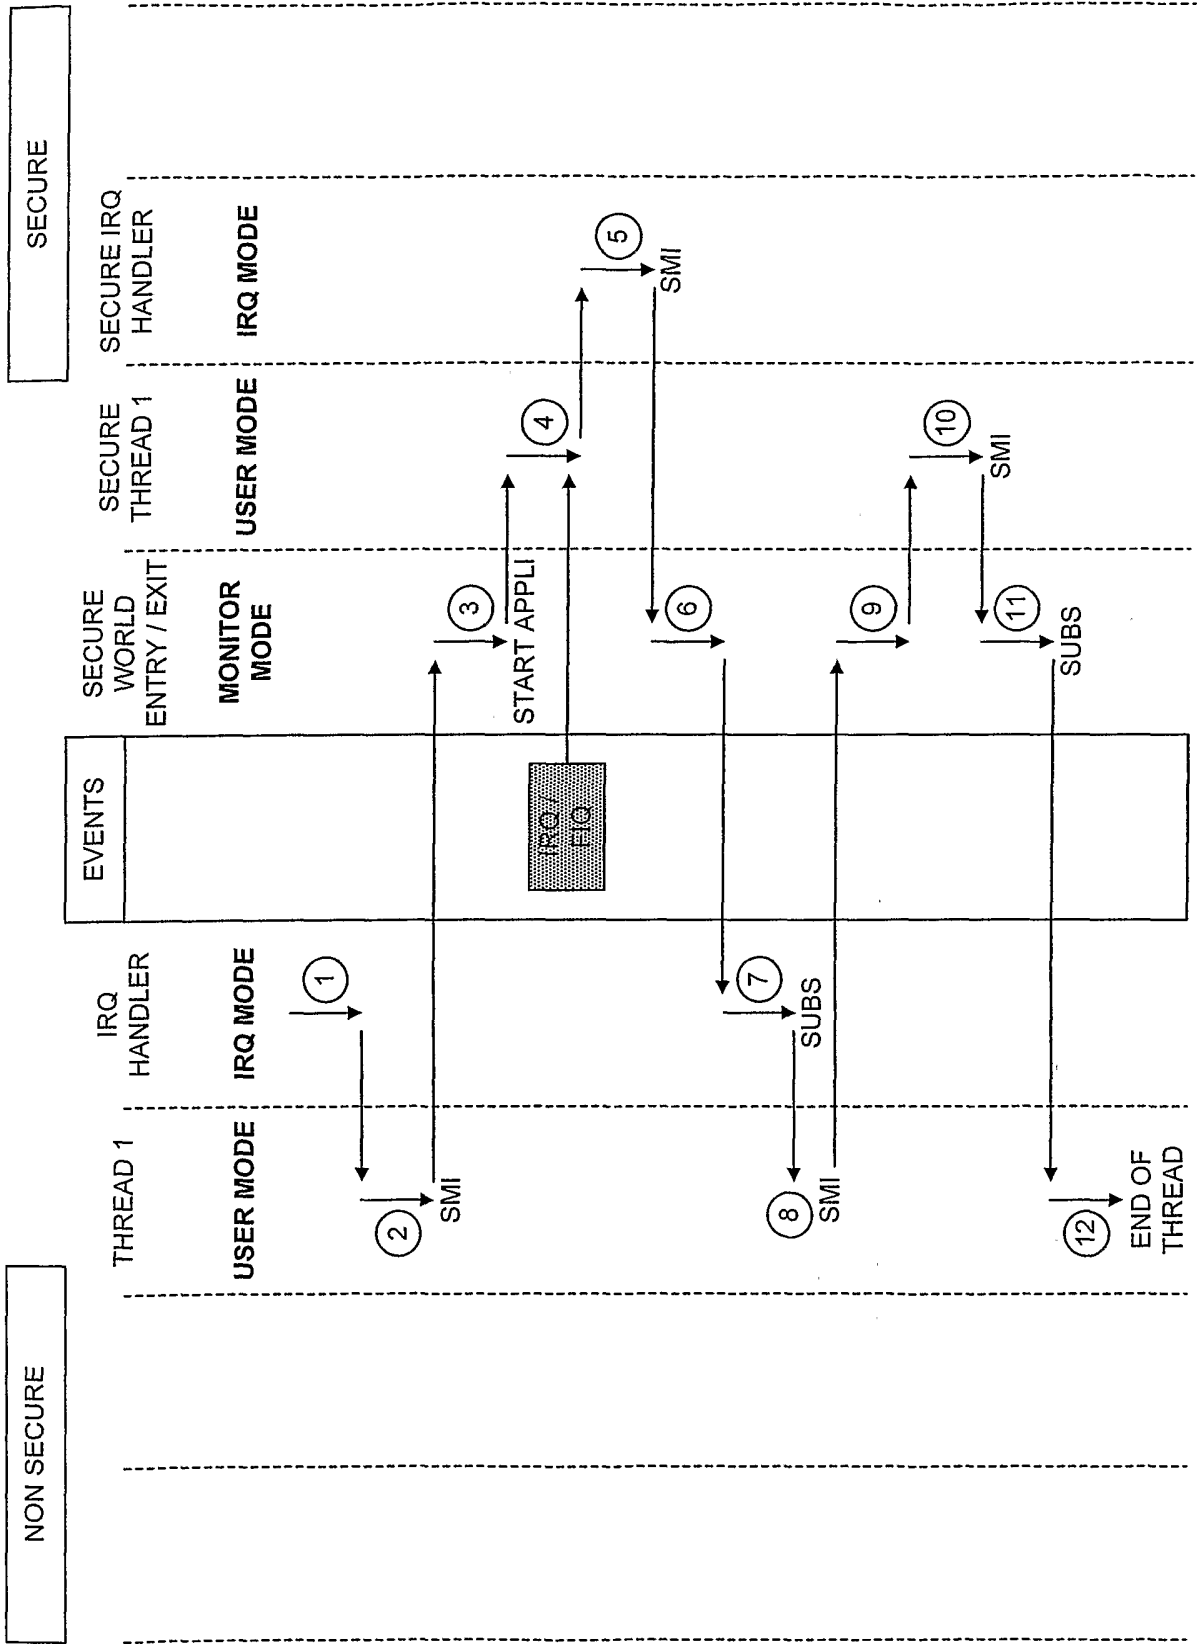 NON SECURE
SECURE
THREAD 1
USER MODE
IRQ
HANDLER
IRQ MODE
EVENTS
SECURE
WORLD
ENTRY / EXIT
MONITOR
MODE
SECURE
THREAD 1
USER MODE
SECURE IRQ
HANDLER
IRQ MODE
1
2
SMI
3
START APPLI
4
IRQ /
FIQ
5
SMI
6
7
SUBS
8
SMI
9
10
SMI
11
SUBS
12
END OF
THREAD